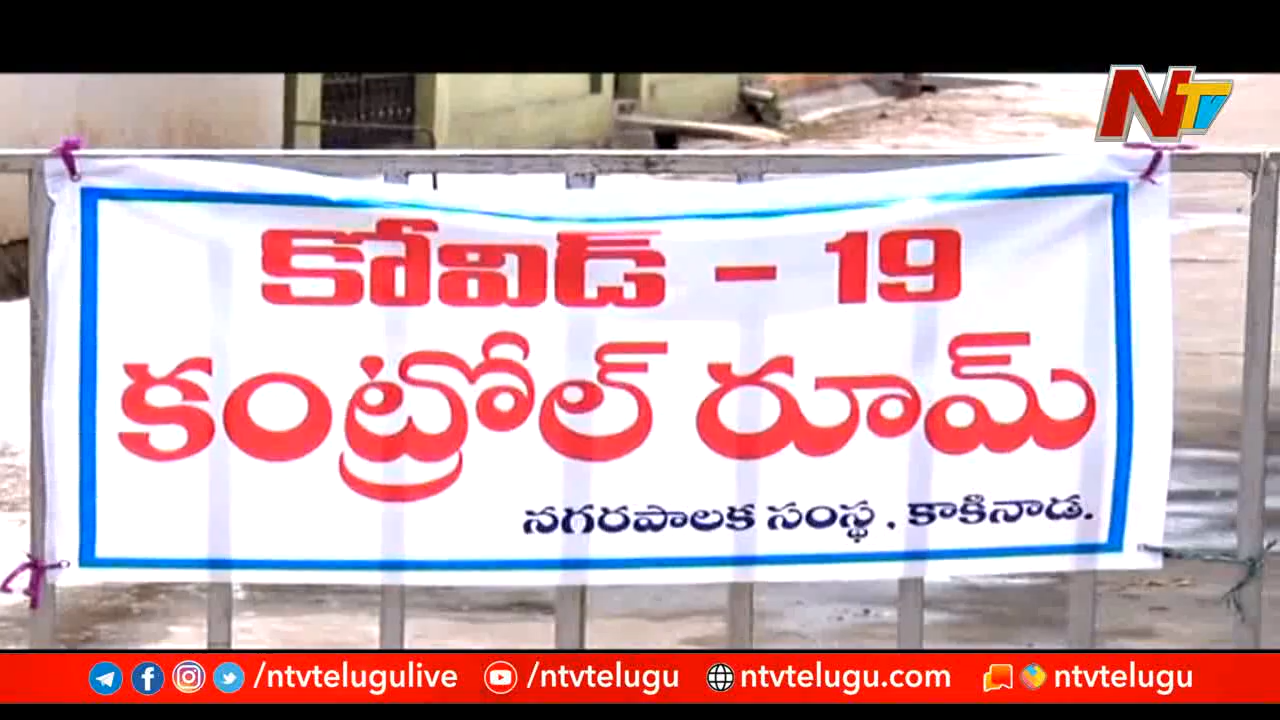 NTV
కోవిడ్ - 19
కంట్రోల్ రూమ్
నగరపాలక సంస్థ, కాకినాడ.
/ntvtelugulive /ntvtelugu ntvtelugu.com ntvtelugu